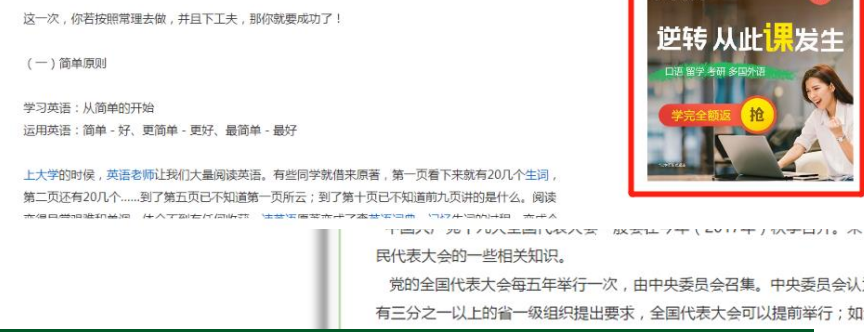 这一次，你若按照常理去做，并且下工夫，那你就要成功了！
（一）简单原则
学习英语：从简单的开始
运用英语：简单 - 好、更简单 - 更好、最简单 - 最好
上大学的时候，英语老师让我们大量阅读英语。有些同学就借来原著，第一页看下来就有20几个生词，
第二页还有20几个……到了第五页已不知道第一页所云；到了第十页已不知道前九页讲的是什么。阅读
逆转 从此课发生
口语 留学 考研 多国外语
学完全额返 抢
民代表大会的一些相关知识。
党的全国代表大会每五年举行一次，由中央委员会召集。中央委员会认
有三分之一以上的省一级组织提出要求，全国代表大会可以提前举行；如